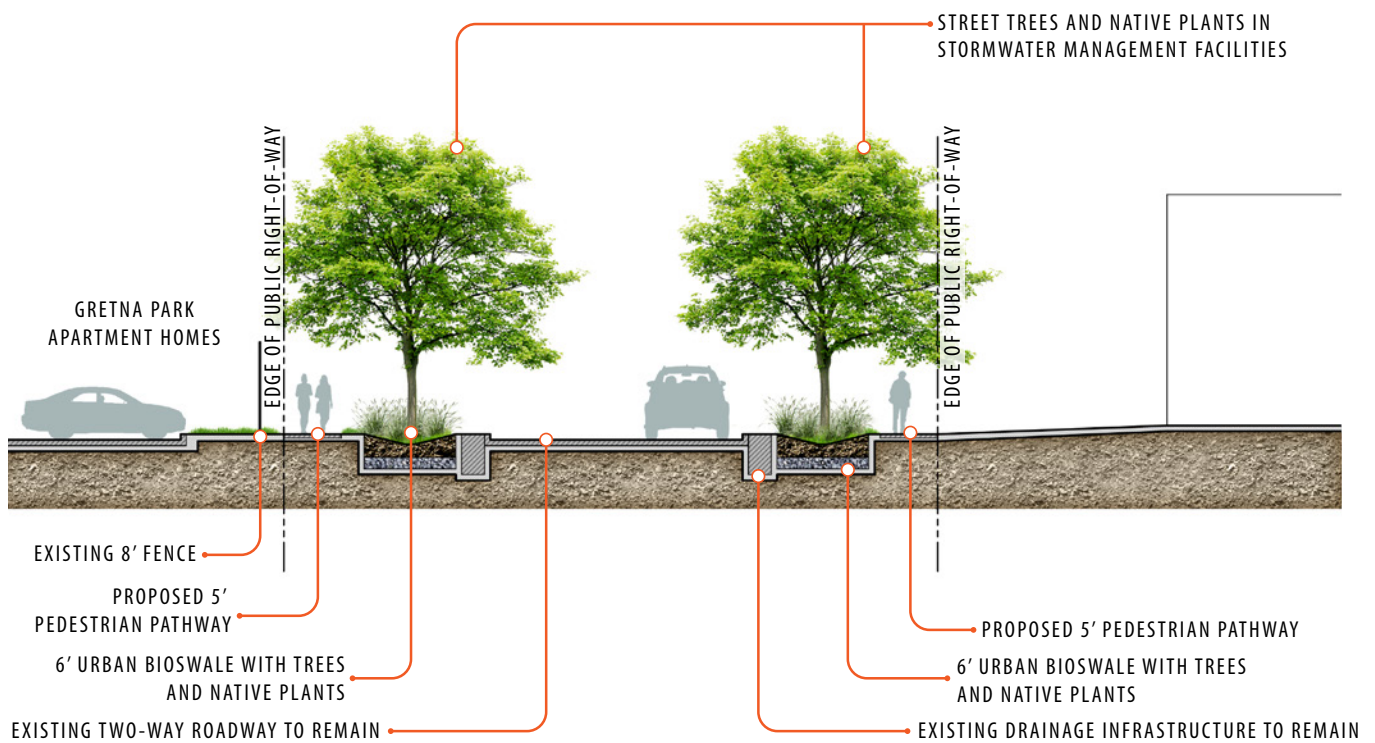 STREET TREES AND NATIVE PLANTS IN
STORMWATER MANAGEMENT FACILITIES
EDGE OF PUBLIC RIGHT-OF-WAY
EDGE OF PUBLIC RIGHT-OF-WAY
GRETNA PARK
APARTMENT HOMES
EXISTING 8’ FENCE
PROPOSED 5’
PEDESTRIAN PATHWAY
6’ URBAN BIOSWALE WITH TREES
AND NATIVE PLANTS
EXISTING TWO-WAY ROADWAY TO REMAIN
PROPOSED 5’ PEDESTRIAN PATHWAY
6’ URBAN BIOSWALE WITH TREES
AND NATIVE PLANTS
EXISTING DRAINAGE INFRASTRUCTURE TO REMAIN